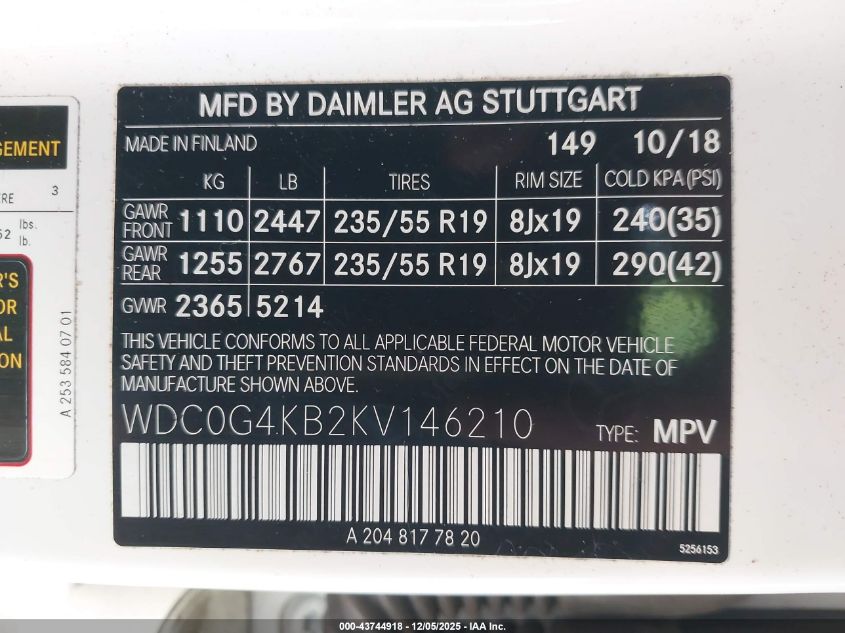 GEMENT
ERE 3
lbs.
52 lb.
R'S
OR
AL
ION
A 253 584 07 01
MFD BY DAIMLER AG STUTTGART
MADE IN FINLAND 149 10/18
KG LB TIRES RIM SIZE COLD KPA(PSI)
GAWR FRONT 1110 2447 235/55 R19 8Jx19 240(35)
GAWR REAR 1255 2767 235/55 R19 8Jx19 290(42)
GVWR 2365 5214
THIS VEHICLE CONFORMS TO ALL APPLICABLE FEDERAL MOTOR VEHICLE
SAFETY AND THEFT PREVENTION STANDARDS IN EFFECT ON THE DATE OF
MANUFACTURE SHOWN ABOVE.
WDC0G4KB2KV146210 TYPE: MPV
A 204 817 78 20
5256153
000-43744918 - 12/05/2025 - IAA Inc.